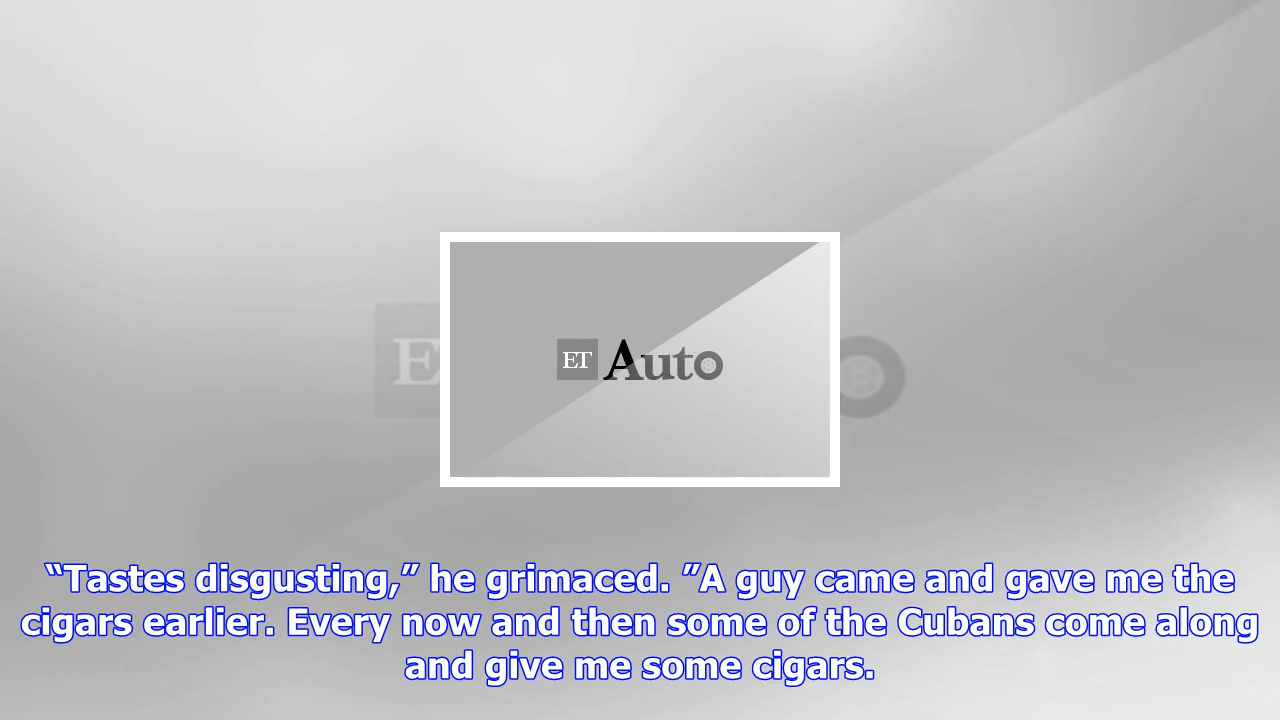 ET
ET Auto
“Tastes disgusting,” he grimaced. ”A guy came and gave me the
cigars earlier. Every now and then some of the Cubans come along
and give me some cigars.